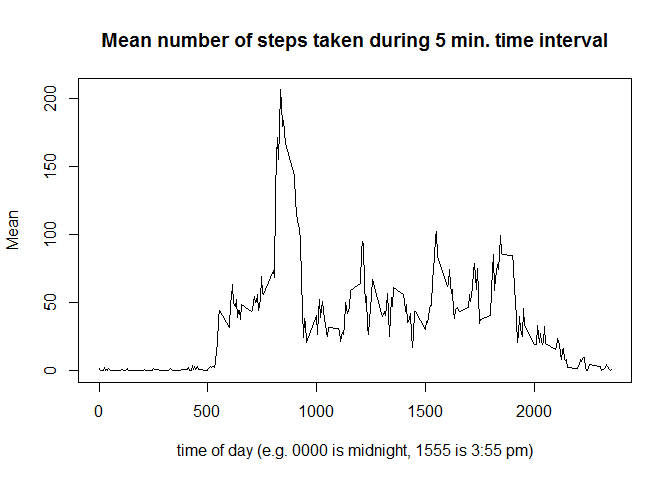 Mean number of steps taken during 5 min. time interval
200
150
100
50
0
Mean
0 500 1000 1500 2000
time of day (e.g. 0000 is midnight, 1555 is 3:55 pm)